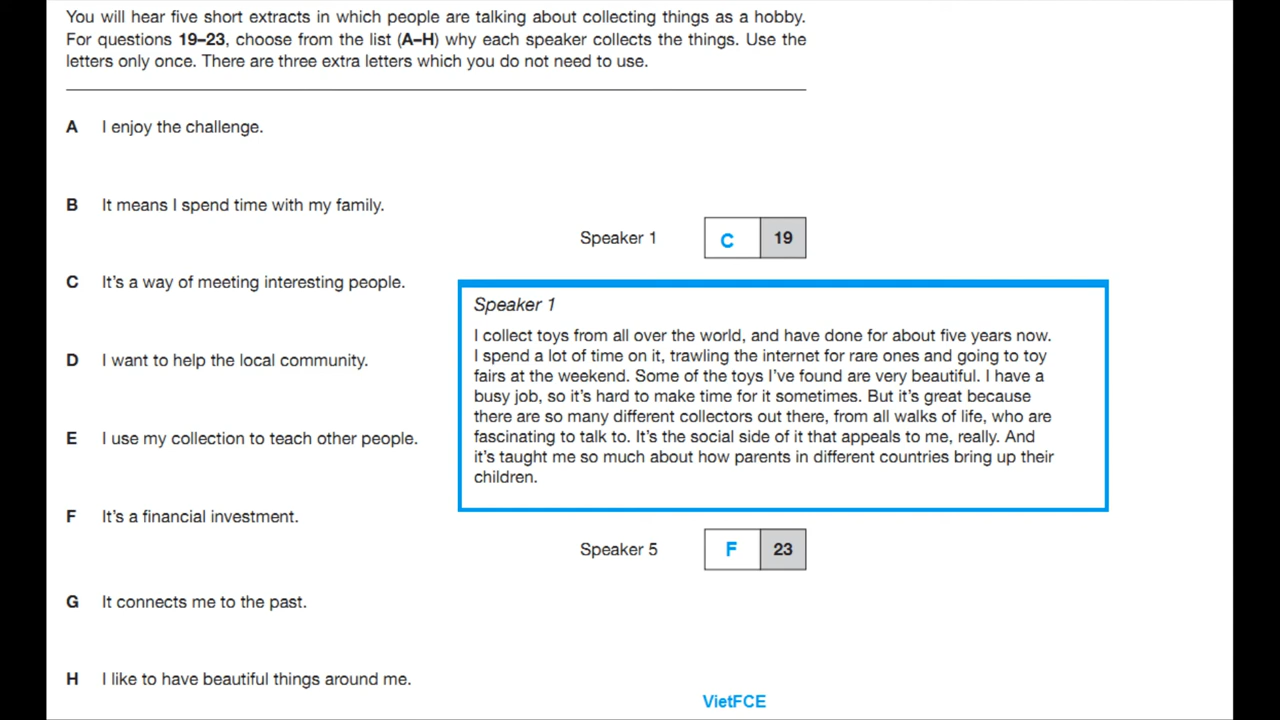 You will hear five short extracts in which people are talking about collecting things as a hobby.
For questions 19–23, choose from the list (A–H) why each speaker collects the things. Use the
letters only once. There are three extra letters which you do not need to use.
A I enjoy the challenge.
B It means I spend time with my family.
Speaker 1 C 19
C It's a way of meeting interesting people.
Speaker 1
I collect toys from all over the world, and have done for about five years now.
I spend a lot of time on it, trawling the internet for rare ones and going to toy
fairs at the weekend. Some of the toys I've found are very beautiful. I have a
busy job, so it's hard to make time for it sometimes. But it's great because
there are so many different collectors out there, from all walks of life, who are
fascinating to talk to. It's the social side of it that appeals to me, really. And
it's taught me so much about how parents in different countries bring up their
children.
D I want to help the local community.
E I use my collection to teach other people.
F It's a financial investment.
Speaker 5 F 23
G It connects me to the past.
H I like to have beautiful things around me.
VietFCE